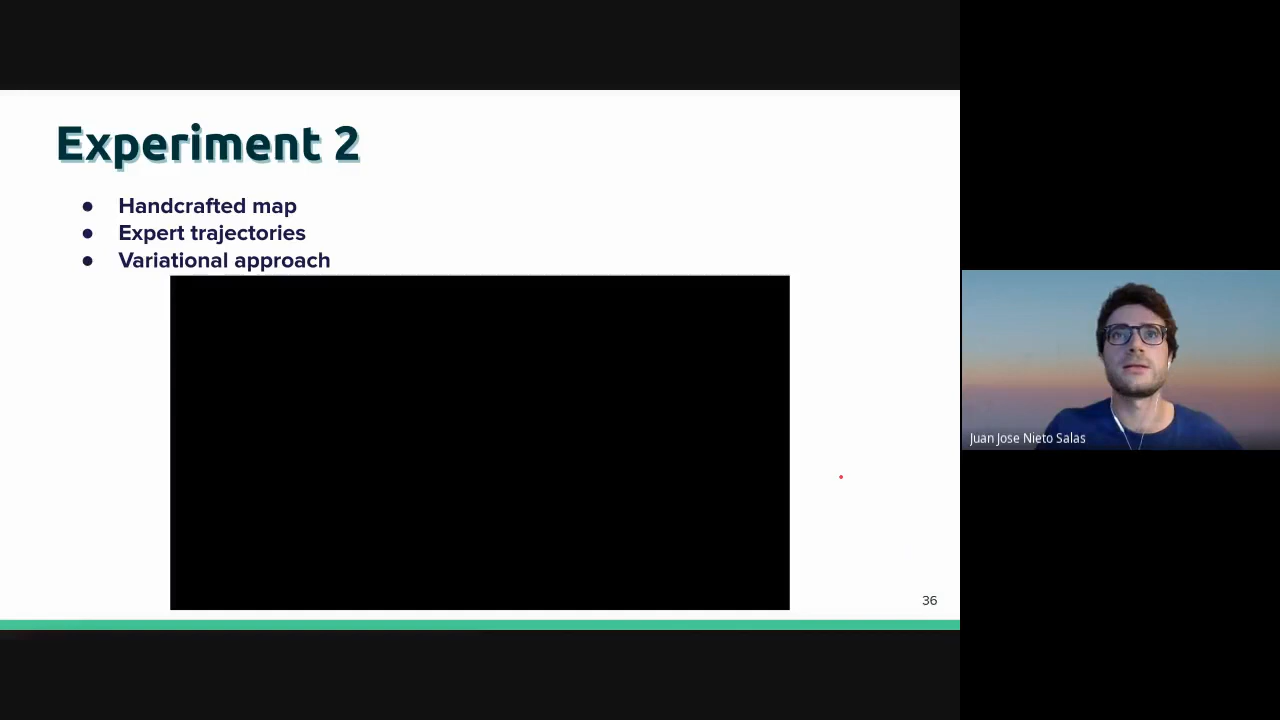 Experiment 2
● Handcrafted map
● Expert trajectories
● Variational approach
36
Juan Jose Nieto Salas